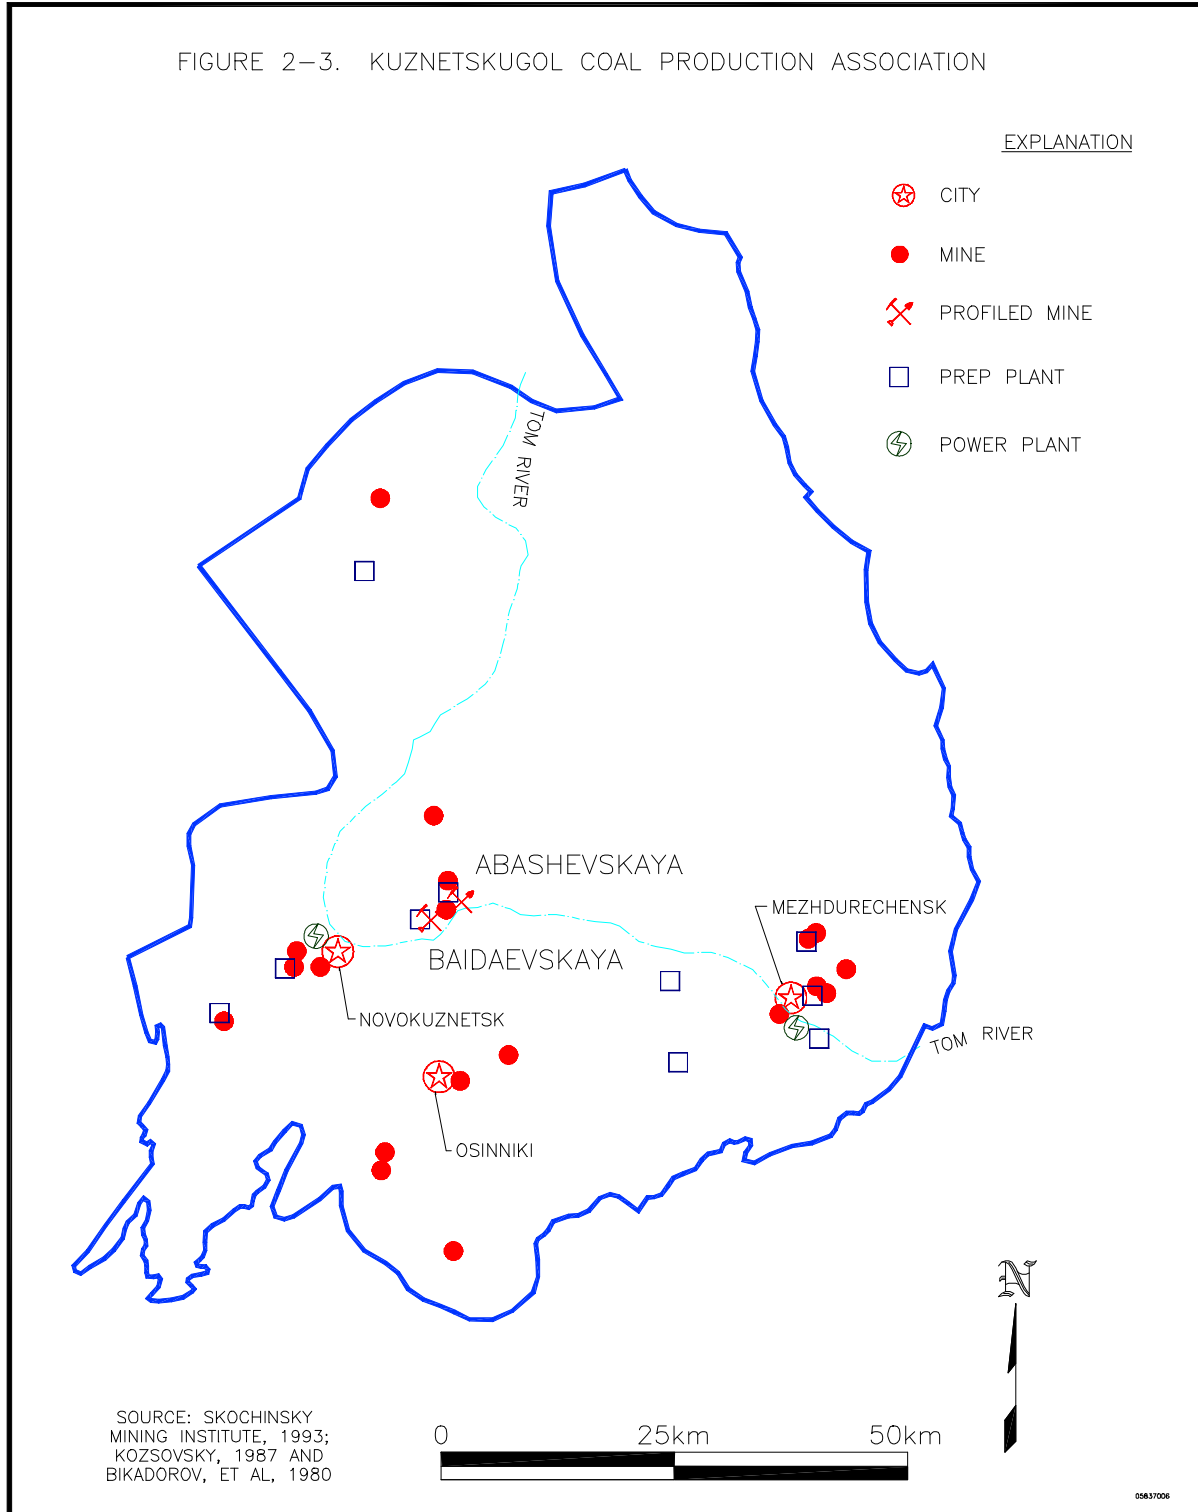 FIGURE 2-3. KUZNETSKUGOL COAL PRODUCTION ASSOCIATION
EXPLANATION
CITY
MINE
PROFILED MINE
PREP PLANT
POWER PLANT
TOM RIVER
ABASHEVSKAYA
MEZHDURECHENSK
BAIDAEVSKAYA
NOVOKUZNETSK
TOM RIVER
OSINNIKI
N
SOURCE: SKOCHINSKY
MINING INSTITUTE, 1993;
KOZSOVSKY, 1987 AND
BIKADOROV, ET AL, 1980
0 25km 50km
05837006